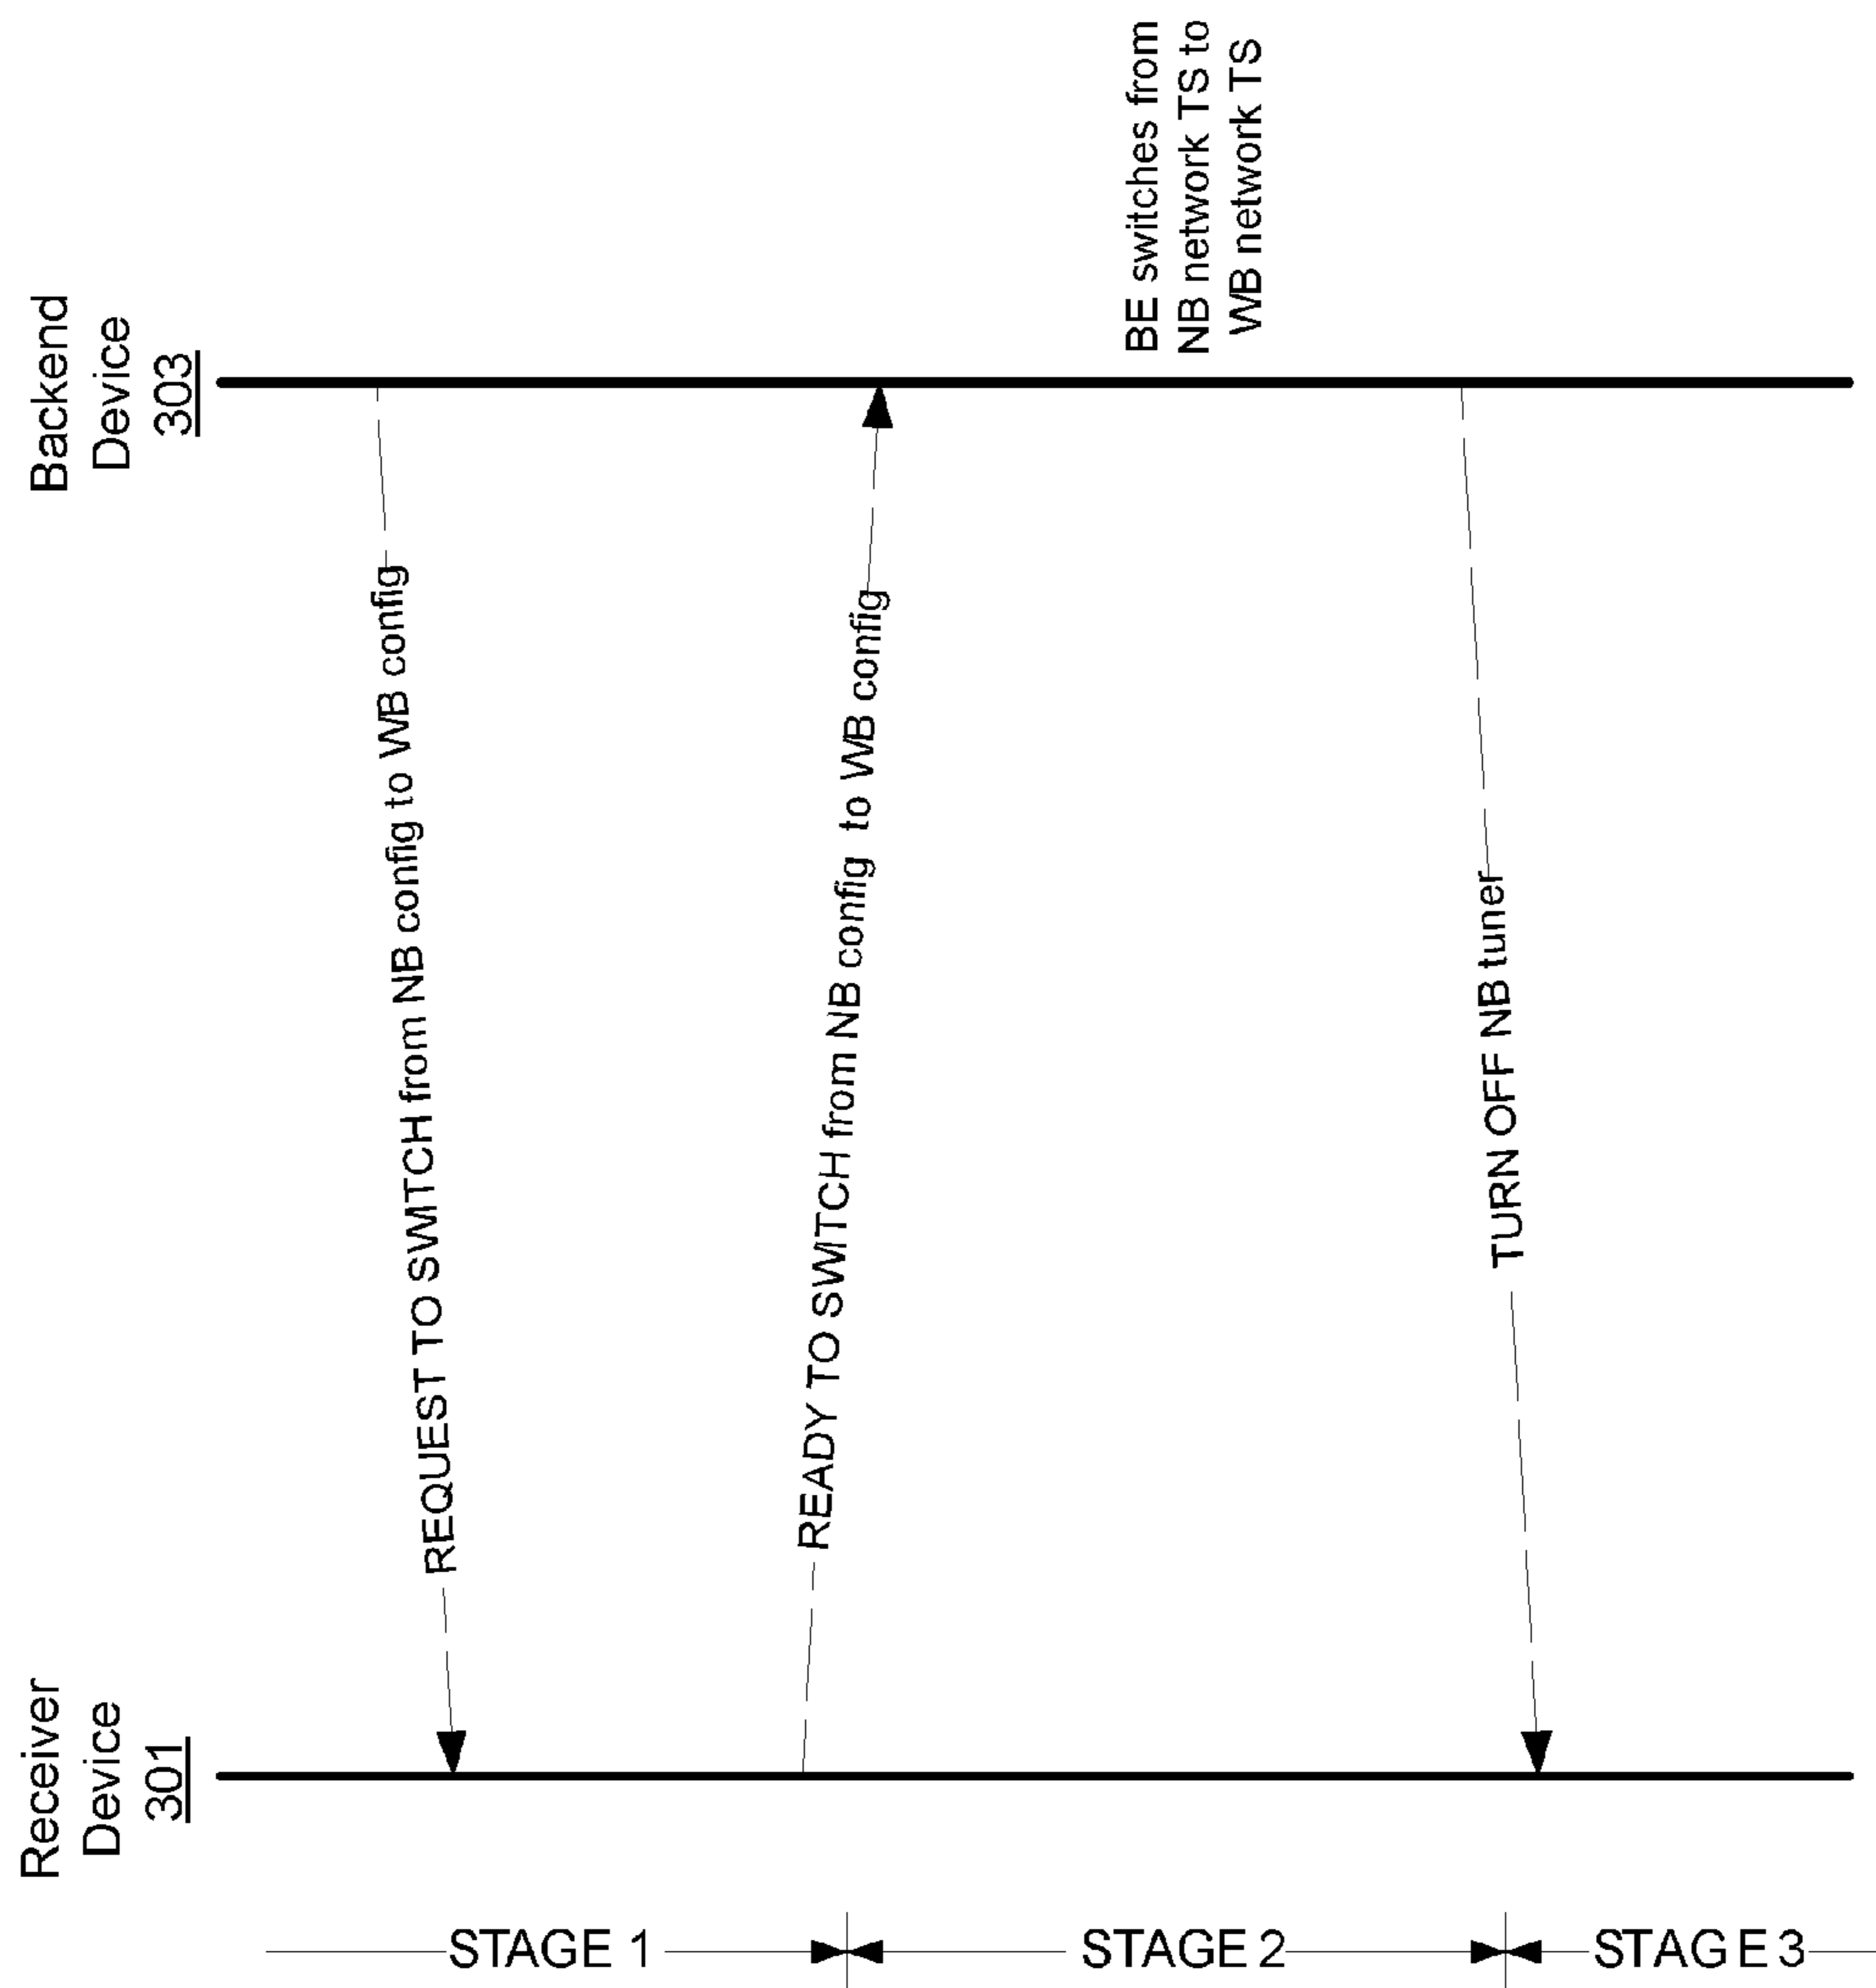 Receiver
Device
301
Backend
Device
303
REQUEST TO SWITCH from NB config to WB config
READY TO SWITCH from NB config to WB config
BE switches from
NB network TS to
WB network TS
TURN OFF NB tuner
STAGE 1
STAGE 2
STAGE 3